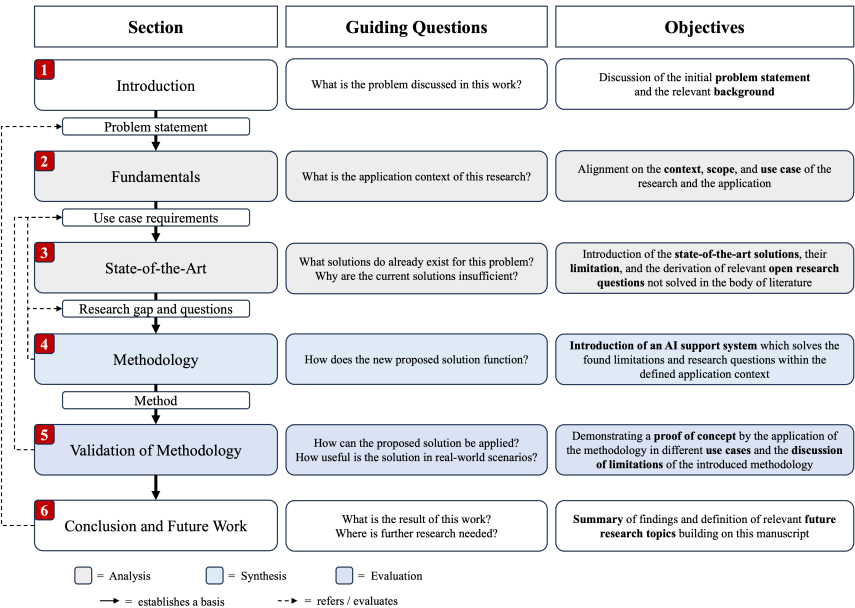 Section
Guiding Questions
Objectives
1
Introduction
What is the problem discussed in this work?
Discussion of the initial problem statement
and the relevant background
Problem statement
2
Fundamentals
What is the application context of this research?
Alignment on the context, scope, and use case of the
research and the application
Use case requirements
3
State-of-the-Art
What solutions do already exist for this problem?
Why are the current solutions insufficient?
Introduction of the state-of-the-art solutions, their
limitation, and the derivation of relevant open research
questions not solved in the body of literature
Research gap and questions
4
Methodology
How does the new proposed solution function?
Introduction of an AI support system which solves the
found limitations and research questions within the
defined application context
Method
5
Validation of Methodology
How can the proposed solution be applied?
How useful is the solution in real-world scenarios?
Demonstrating a proof of concept by the application of
the methodology in different use cases and the discussion
of limitations of the introduced methodology
6
Conclusion and Future Work
What is the result of this work?
Where is further research needed?
Summary of findings and definition of relevant future
research topics building on this manuscript
= Analysis
= Synthesis
= Evaluation
= establishes a basis
= refers / evaluates